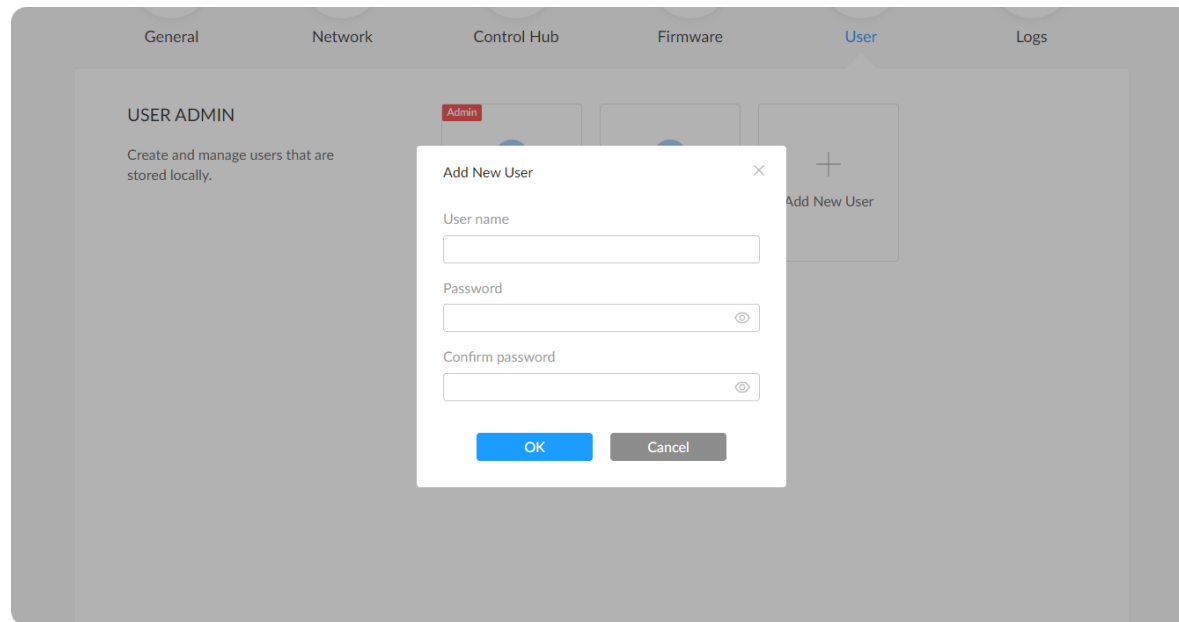 General
Network
Control Hub
Firmware
User
Logs
USER ADMIN
Create and manage users that are
stored locally.
Admin
Add New User
Add New User
User name
Password
Confirm password
OK
Cancel